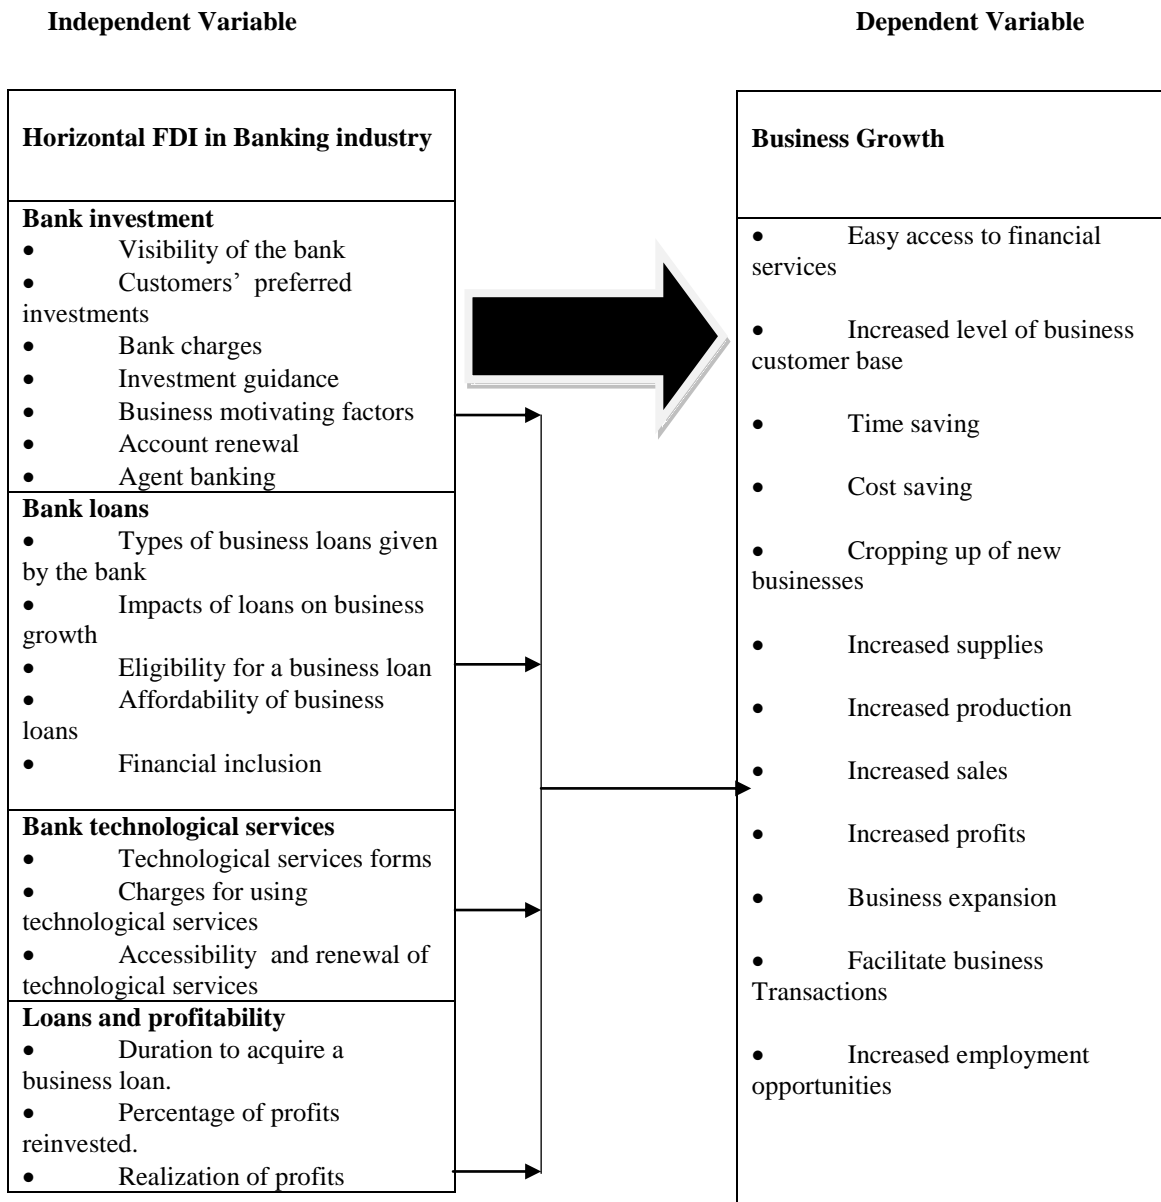 Independent Variable
Dependent Variable
Horizontal FDI in Banking industry
Bank investment
• Visibility of the bank
• Customers’ preferred
investments
• Bank charges
• Investment guidance
• Business motivating factors
• Account renewal
• Agent banking
Bank loans
• Types of business loans given
by the bank
• Impacts of loans on business
growth
• Eligibility for a business loan
• Affordability of business
loans
• Financial inclusion
Bank technological services
• Technological services forms
• Charges for using
technological services
• Accessibility and renewal of
technological services
Loans and profitability
• Duration to acquire a
business loan.
• Percentage of profits
reinvested.
• Realization of profits
Business Growth
• Easy access to financial
services
• Increased level of business
customer base
• Time saving
• Cost saving
• Cropping up of new
businesses
• Increased supplies
• Increased production
• Increased sales
• Increased profits
• Business expansion
• Facilitate business
Transactions
• Increased employment
opportunities